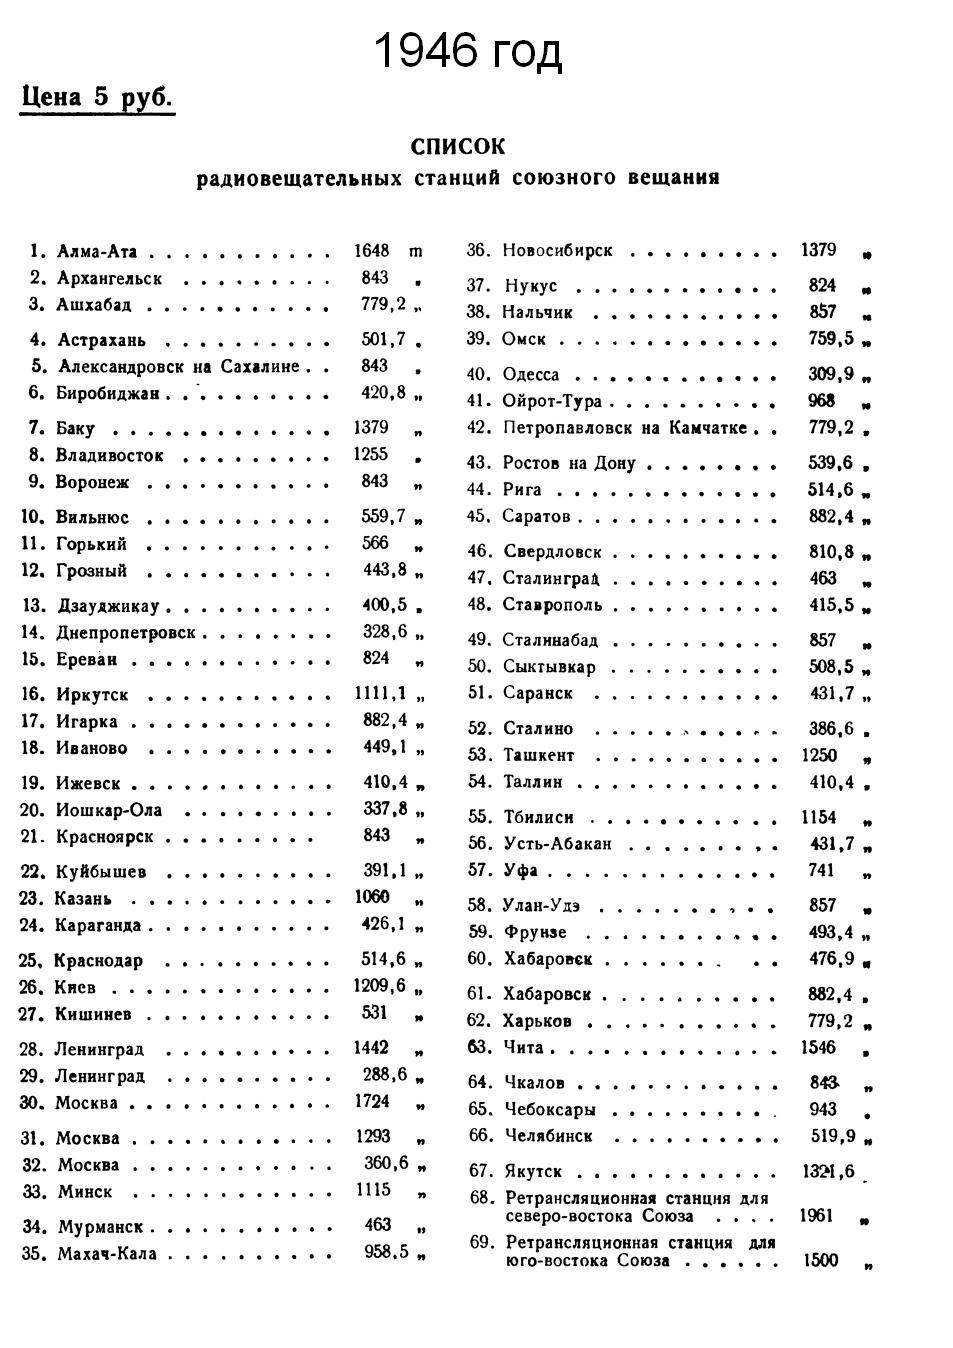 1946 год
Цена 5 руб.
СПИСОК
радиовещательных станций союзного вещания
1. Алма-Ата . . . . . . . . . . . 1648 m
2. Архангельск . . . . . . . . . 843 „
3. Ашхабад . . . . . . . . . . . 779,2 „
4. Астрахань . . . . . . . . . . 501,7 „
5. Александровск на Сахалине . . 843 „
6. Биробиджан . . . . . . . . . . 420,8 „
7. Баку . . . . . . . . . . . . . 1379 „
8. Владивосток . . . . . . . . . 1255 „
9. Воронеж . . . . . . . . . . . 843 „
10. Вильнюс . . . . . . . . . . . 559,7 „
11. Горький . . . . . . . . . . . 566 „
12. Грозный . . . . . . . . . . . 443,8 „
13. Дзауджикау . . . . . . . . . . 400,5 „
14. Днепропетровск . . . . . . . . 328,6 „
15. Ереван . . . . . . . . . . . . 824 „
16. Иркутск . . . . . . . . . . . 1111,1 „
17. Игарка . . . . . . . . . . . . 882,4 „
18. Иваново . . . . . . . . . . . 449,1 „
19. Ижевск . . . . . . . . . . . . 410,4 „
20. Иошкар-Ола . . . . . . . . . 337,8 „
21. Красноярск . . . . . . . . . 843 „
22. Куйбышев . . . . . . . . . . 391,1 „
23. Казань . . . . . . . . . . . . 1060 „
24. Караганда . . . . . . . . . . . 426,1 „
25. Краснодар . . . . . . . . . . 514,6 „
26. Киев . . . . . . . . . . . . . 1209,6 „
27. Кишинев . . . . . . . . . . . 531 „
28. Ленинград . . . . . . . . . . 1442 „
29. Ленинград . . . . . . . . . . 288,6 „
30. Москва . . . . . . . . . . . . 1724 „
31. Москва . . . . . . . . . . . . 1293 „
32. Москва . . . . . . . . . . . . 360,6 „
33. Минск . . . . . . . . . . . . 1115 „
34. Мурманск . . . . . . . . . . . 463 „
35. Махач-Кала . . . . . . . . . . 958,5 „
36. Новосибирск . . . . . . . . . 1379 „
37. Нукус . . . . . . . . . . . . 824 „
38. Нальчик . . . . . . . . . . . 857 „
39. Омск . . . . . . . . . . . . . 759,5 „
40. Одесса . . . . . . . . . . . . 309,9 „
41. Ойрот-Тура . . . . . . . . . . 968 „
42. Петропавловск на Камчатке . . 779,2 „
43. Ростов на Дону . . . . . . . . 539,6 „
44. Рига . . . . . . . . . . . . . 514,6 „
45. Саратов . . . . . . . . . . . . 882,4 „
46. Свердловск . . . . . . . . . . 810,8 „
47. Сталинград . . . . . . . . . . 463 „
48. Ставрополь . . . . . . . . . . 415,5 „
49. Сталинабад . . . . . . . . . . 857 „
50. Сыктывкар . . . . . . . . . . 508,5 „
51. Саранск . . . . . . . . . . . 431,7 „
52. Сталино . . . . . . . . . . . 386,6 „
53. Ташкент . . . . . . . . . . . 1250 „
54. Таллин . . . . . . . . . . . . 410,4 „
55. Тбилиси . . . . . . . . . . . 1154 „
56. Усть-Абакан . . . . . . . . . 431,7 „
57. Уфа . . . . . . . . . . . . . . 741 „
58. Улан-Удэ . . . . . . . . . . . 857 „
59. Фрунзе . . . . . . . . . . . . 493,4 „
60. Хабаровск . . . . . . . . . 476,9 „
61. Хабаровск . . . . . . . . . . 882,4 „
62. Харьков . . . . . . . . . . . 779,2 „
63. Чита . . . . . . . . . . . . . 1546 „
64. Чкалов . . . . . . . . . . . . 843 „
65. Чебоксары . . . . . . . . . . 943 „
66. Челябинск . . . . . . . . . . 519,9 „
67. Якутск . . . . . . . . . . . . 1321,6
68. Ретрансляционная станция для
северо-востока Союза . . . . 1961 „
69. Ретрансляционная станция для
юго-востока Союза . . . . . . 1500 „